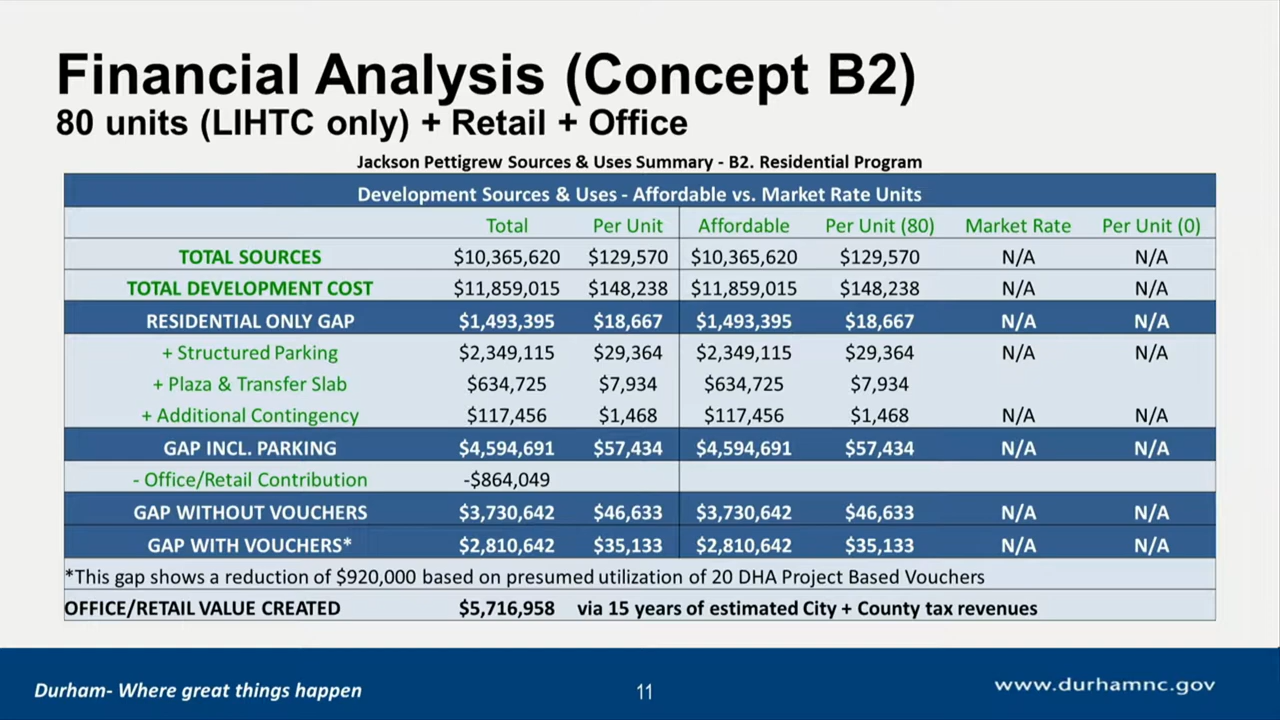 Financial Analysis (Concept B2)
80 units (LIHTC only) + Retail + Office
Jackson Pettigrew Sources & Uses Summary - B2. Residential Program
Development Sources & Uses - Affordable vs. Market Rate Units
Total Per Unit Affordable Per Unit (80) Market Rate Per Unit (0)
TOTAL SOURCES $10,365,620 $129,570 $10,365,620 $129,570 N/A N/A
TOTAL DEVELOPMENT COST $11,859,015 $148,238 $11,859,015 $148,238 N/A N/A
RESIDENTIAL ONLY GAP $1,493,395 $18,667 $1,493,395 $18,667 N/A N/A
+ Structured Parking $2,349,115 $29,364 $2,349,115 $29,364 N/A N/A
+ Plaza & Transfer Slab $634,725 $7,934 $634,725 $7,934
+ Additional Contingency $117,456 $1,468 $117,456 $1,468 N/A N/A
GAP INCL. PARKING $4,594,691 $57,434 $4,594,691 $57,434 N/A N/A
- Office/Retail Contribution -$864,049
GAP WITHOUT VOUCHERS $3,730,642 $46,633 $3,730,642 $46,633 N/A N/A
GAP WITH VOUCHERS* $2,810,642 $35,133 $2,810,642 $35,133 N/A N/A
*This gap shows a reduction of $920,000 based on presumed utilization of 20 DHA Project Based Vouchers
OFFICE/RETAIL VALUE CREATED $5,716,958 via 15 years of estimated City + County tax revenues
Durham- Where great things happen 11 www.durhamnc.gov